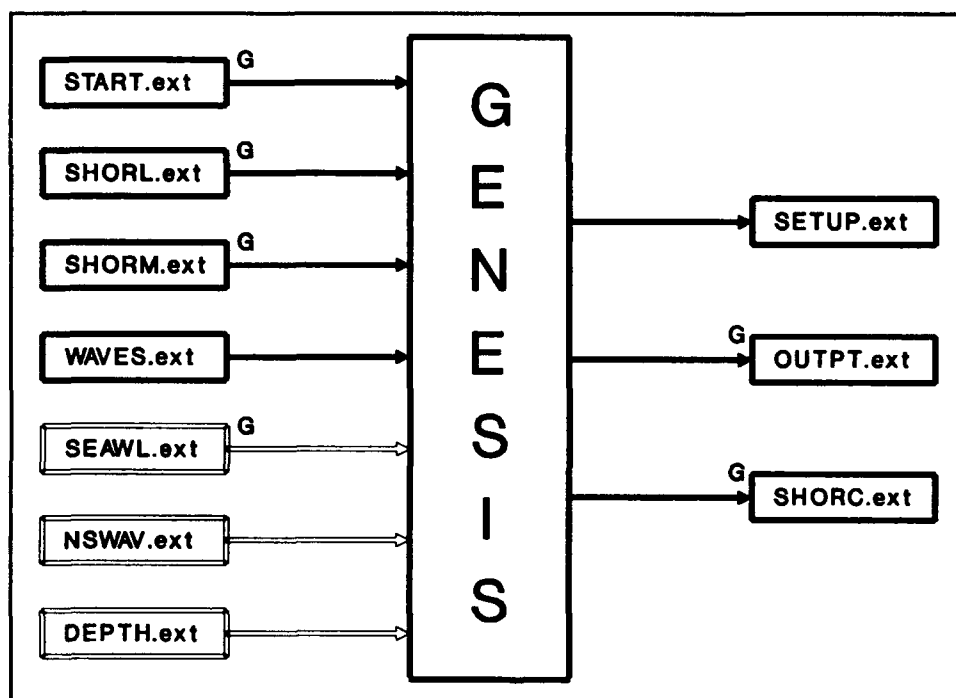 G
START.ext
G
SHORL.ext
G
SHORM.ext
WAVES.ext
G
SEAWL.ext
NSWAV.ext
DEPTH.ext
GENESIS
SETUP.ext
G
OUTPT.ext
G
SHORC.ext